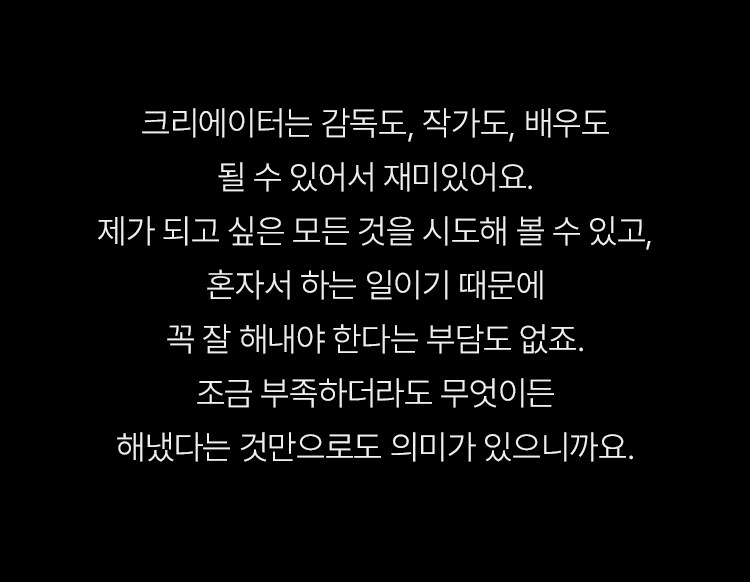 크리에이터는 감독도, 작가도, 배우도
될 수 있어서 재미있어요.
제가 되고 싶은 모든 것을 시도해 볼 수 있고,
혼자서 하는 일이기 때문에
꼭 잘 해내야 한다는 부담도 없죠.
조금 부족하더라도 무엇이든
해냈다는 것만으로도 의미가 있으니까요.